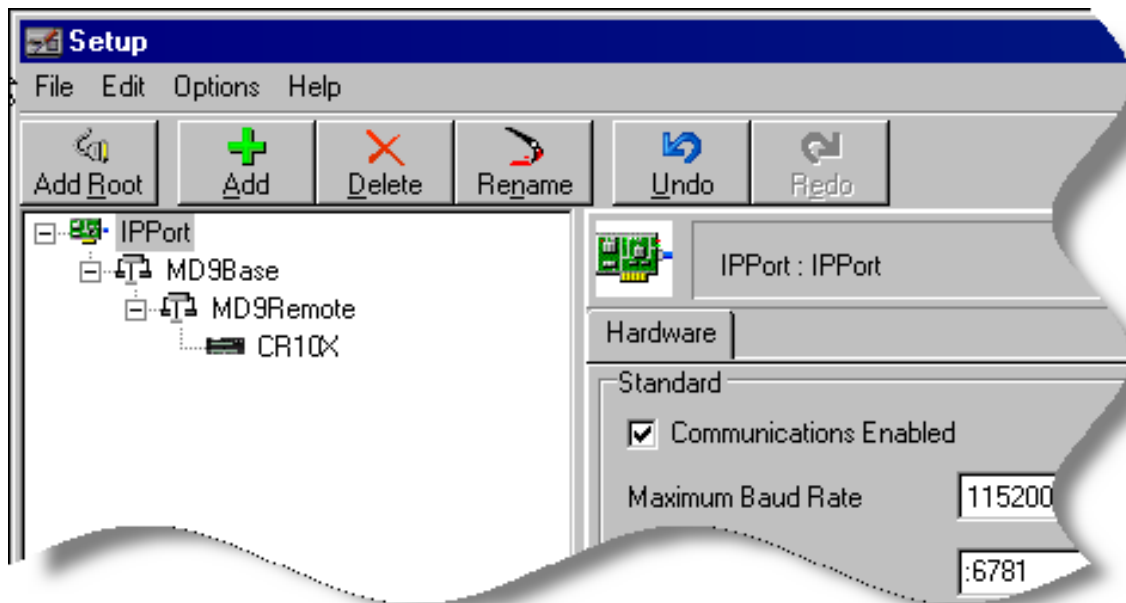 Setup
File Edit Options Help
Add Root Add Delete Rename Undo Redo
IPPort
MD9Base
MD9Remote
CR10X
IPPort : IPPort
Hardware
Standard
Communications Enabled
Maximum Baud Rate 115200
:6781